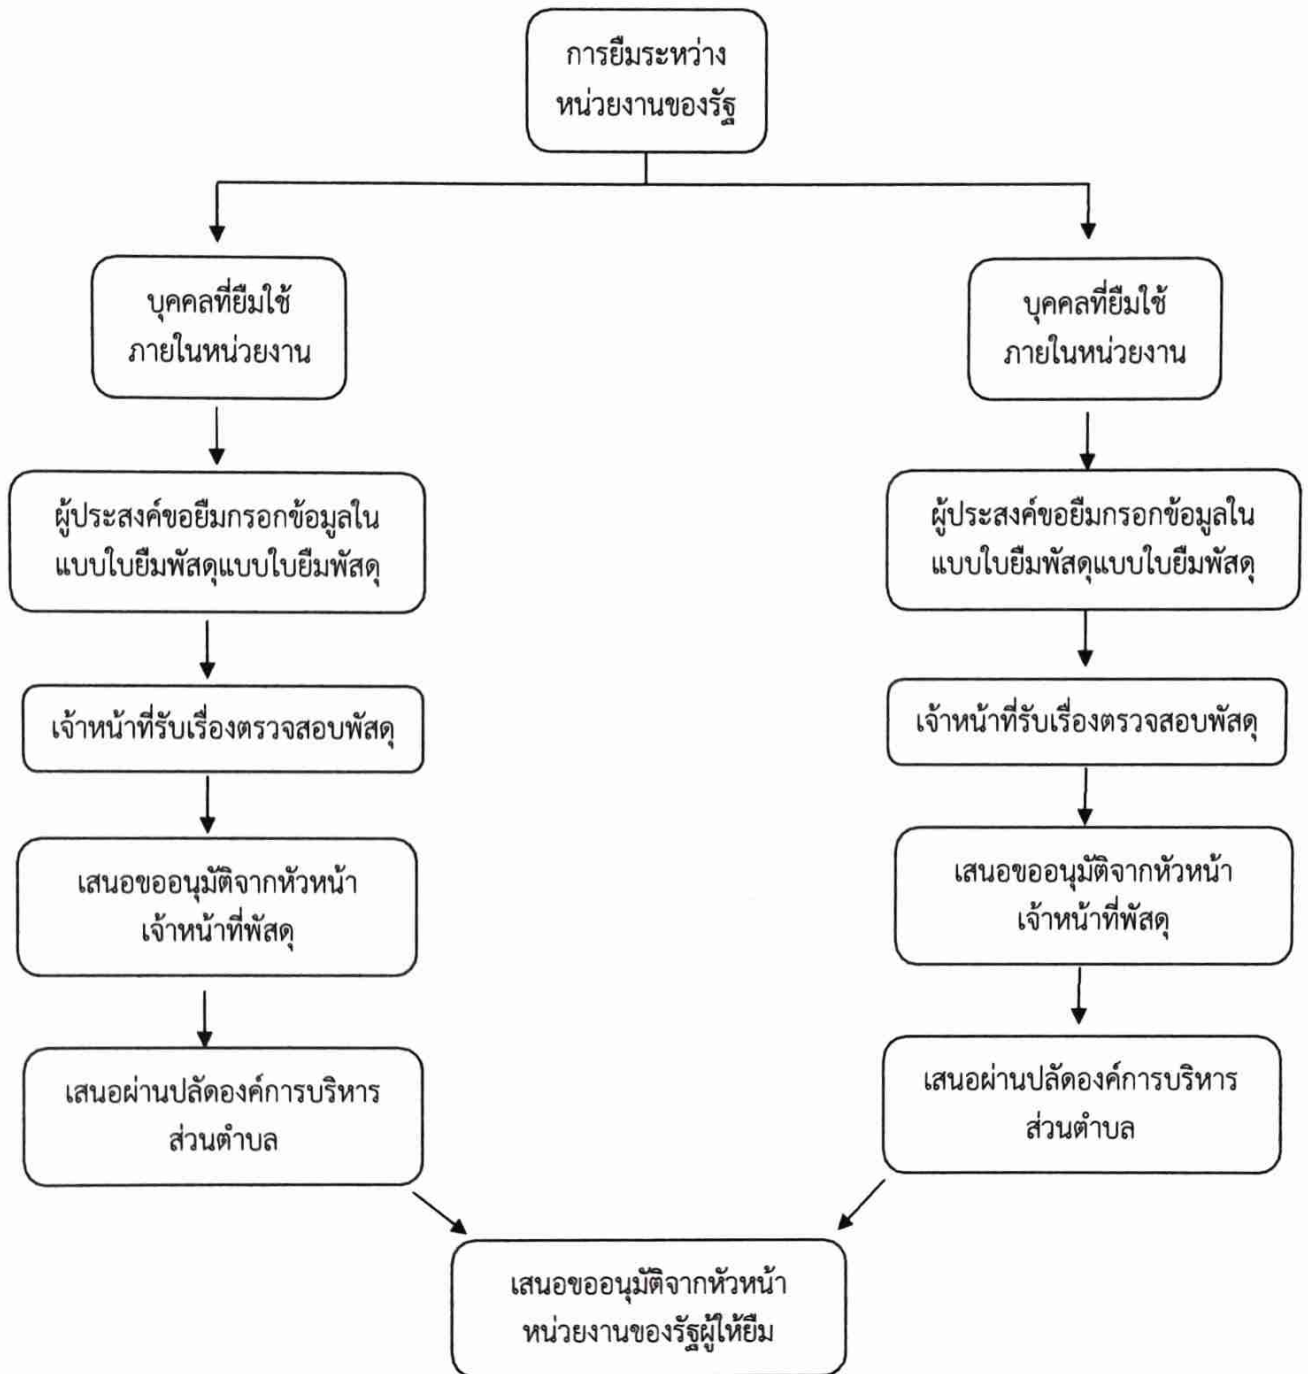 การยืมระหว่าง
หน่วยงานของรัฐ
บุคคลที่ยืมใช้
ภายในหน่วยงาน
ผู้ประสงค์ขอยืมกรอกข้อมูลใน
แบบใบยืมพัสดุแบบใบยืมพัสดุ
เจ้าหน้าที่รับเรื่องตรวจสอบพัสดุ
เสนอขออนุมัติจากหัวหน้า
เจ้าหน้าที่พัสดุ
เสนอผ่านปลัดองค์การบริหาร
ส่วนตำบล
บุคคลที่ยืมใช้
ภายในหน่วยงาน
ผู้ประสงค์ขอยืมกรอกข้อมูลใน
แบบใบยืมพัสดุแบบใบยืมพัสดุ
เจ้าหน้าที่รับเรื่องตรวจสอบพัสดุ
เสนอขออนุมัติจากหัวหน้า
เจ้าหน้าที่พัสดุ
เสนอผ่านปลัดองค์การบริหาร
ส่วนตำบล
เสนอขออนุมัติจากหัวหน้า
หน่วยงานของรัฐผู้ให้ยืม